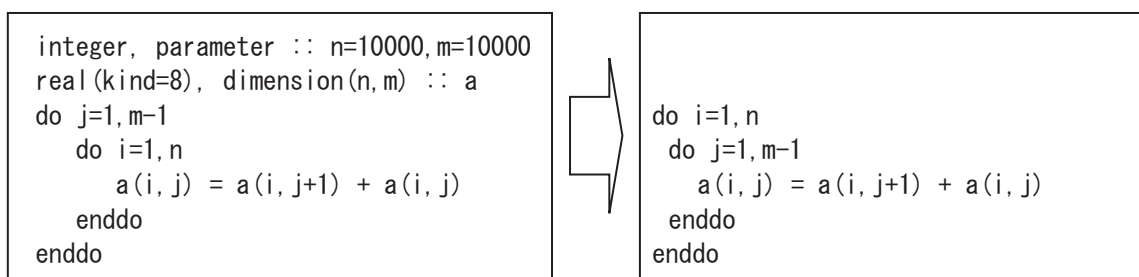 integer, parameter :: n=10000,m=10000
real(kind=8), dimension(n,m) :: a
do j=1,m-1
   do i=1,n
      a(i,j) = a(i,j+1) + a(i,j)
   enddo
enddo
do i=1,n
 do j=1,m-1
   a(i,j) = a(i,j+1) + a(i,j)
 enddo
enddo